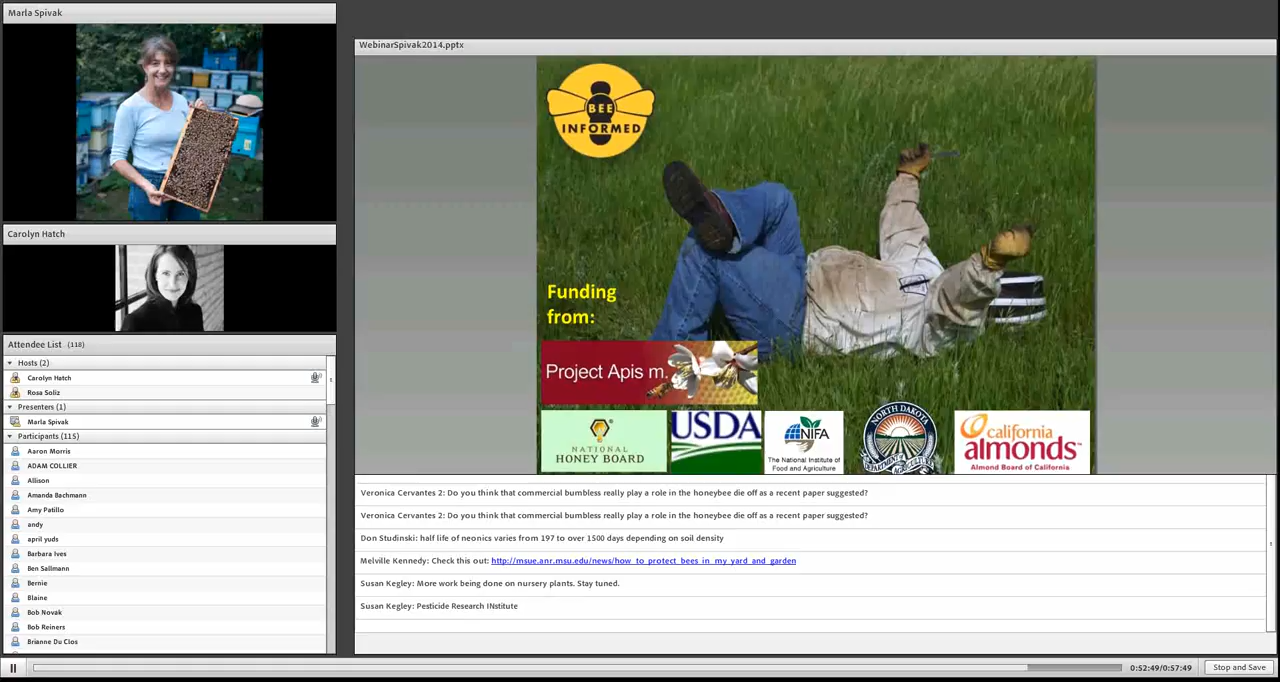 Marla Spivak
Carolyn Hatch
Attendee List (118)
Hosts (2)
Carolyn Hatch
Rosa Soliz
Presenters (1)
Marla Spivak
Participants (115)
Aaron Morris
ADAM COLLIER
Allison
Amanda Bachmann
Amy Patillo
andy
april yuds
Barbara Ives
Ben Sallmann
Bernie
Blaine
Bob Novak
Bob Reiners
Brianne Du Clos
WebinarSpivak2014.pptx
BEE
INFORMED
Funding
from:
Project Apis m.
NATIONAL
HONEY BOARD
USDA
NIFA
The National Institute of
Food and Agriculture
NORTH DAKOTA
DEPARTMENT OF AGRICULTURE
california
almonds™
Almond Board of California
Veronica Cervantes 2: Do you think that commercial bumbless really play a role in the honeybee die off as a recent paper suggested?
Veronica Cervantes 2: Do you think that commercial bumbless really play a role in the honeybee die off as a recent paper suggested?
Don Studinski: half life of neonics varies from 197 to over 1500 days depending on soil density
Melville Kennedy: Check this out: http://msue.anr.msu.edu/news/how_to_protect_bees_in_my_yard_and_garden
Susan Kegley: More work being done on nursery plants. Stay tuned.
Susan Kegley: Pesticide Research INstitute
0:52:49/0:57:49
Stop and Save